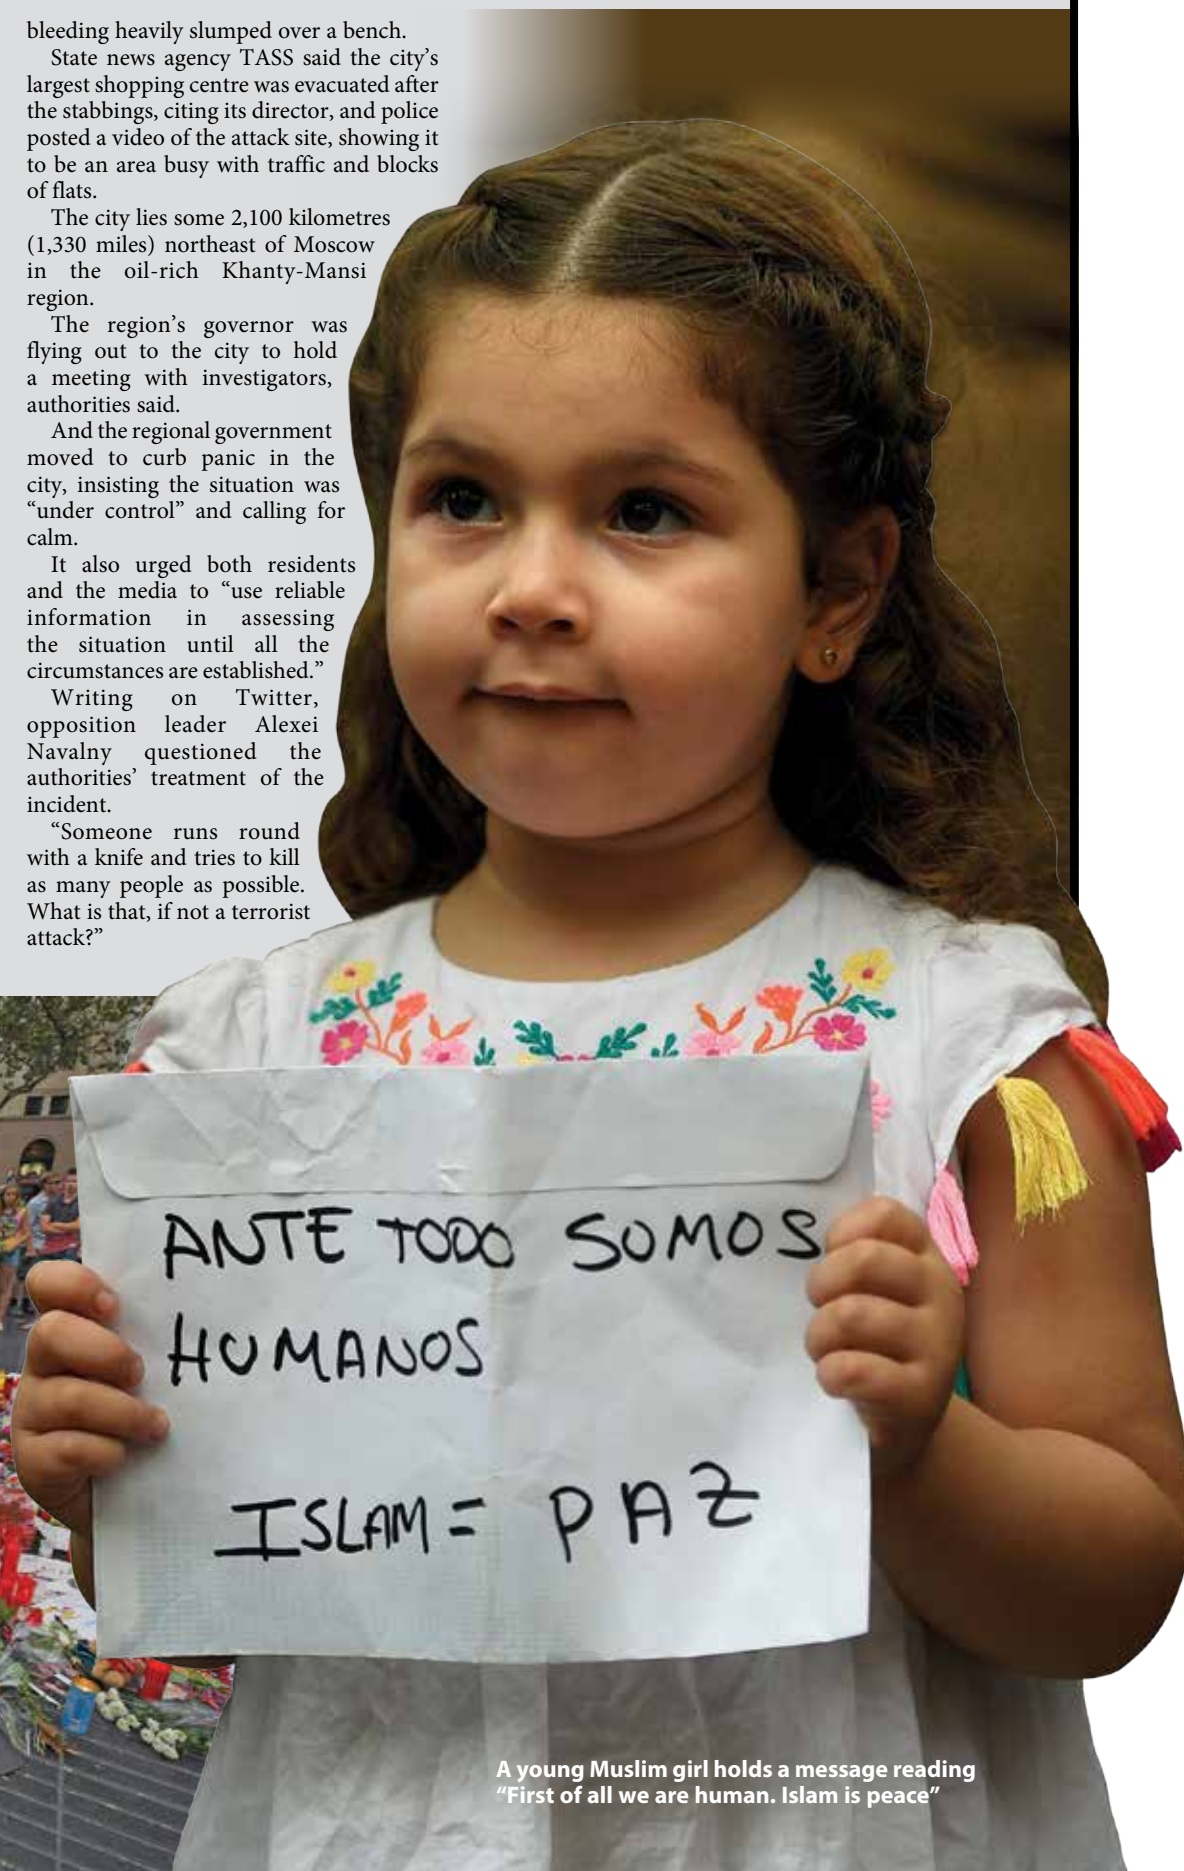 bleeding heavily slumped over a bench.
State news agency TASS said the city's
largest shopping centre was evacuated after
the stabbings, citing its director, and police
posted a video of the attack site, showing it
to be an area busy with traffic and blocks
of flats.
The city lies some 2,100 kilometres
(1,330 miles) northeast of Moscow
in the oil-rich Khanty-Mansi
region.
The region's governor was
flying out to the city to hold
a meeting with investigators,
authorities said.
And the regional government
moved to curb panic in the
city, insisting the situation was
“under control” and calling for
calm.
It also urged both residents
and the media to “use reliable
information in assessing
the situation until all the
circumstances are established.”
Writing on Twitter,
opposition leader Alexei
Navalny questioned the
authorities' treatment of the
incident.
“Someone runs round
with a knife and tries to kill
as many people as possible.
What is that, if not a terrorist
attack?”
ANTE TODO SOMOS
HUMANOS
ISLAM = PAZ
A young Muslim girl holds a message reading
“First of all we are human. Islam is peace”